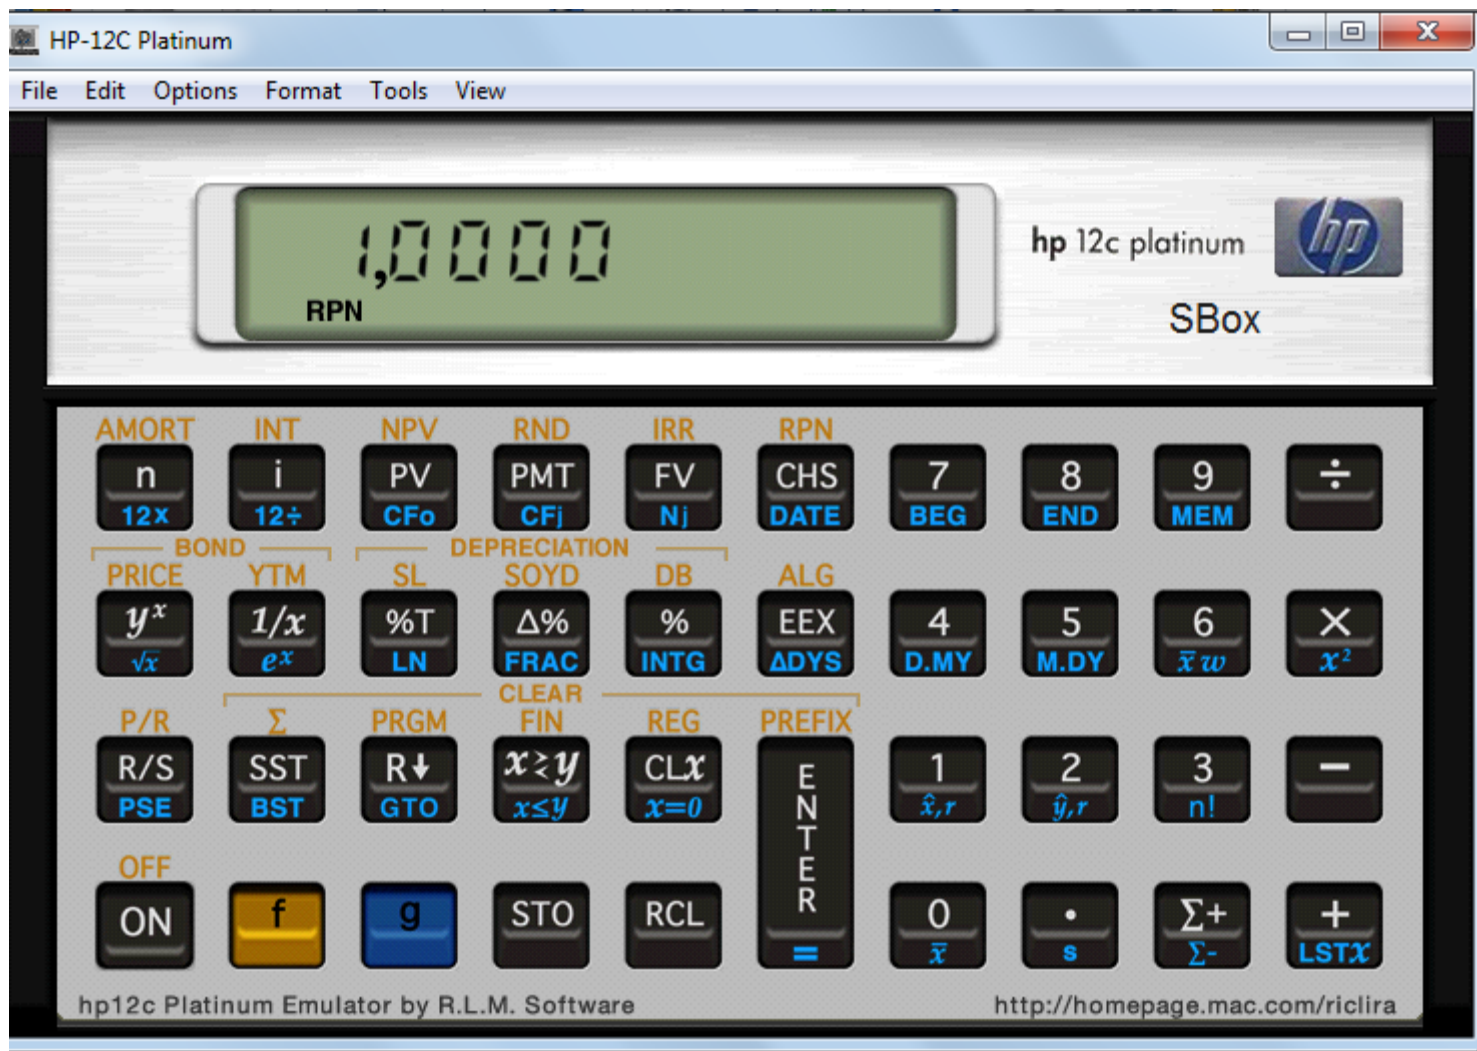 HP-12C Platinum
File Edit Options Format Tools View
1,0000
RPN
hp 12c platinum
hp
SBox
AMORT INT NPV RND IRR RPN
n i PV PMT FV CHS 7 8 9 ÷
12x 12÷ CFo CFj Nj DATE BEG END MEM
BOND DEPRECIATION
PRICE YTM SL SOYD DB ALG
yˣ 1/x %T Δ% % EEX 4 5 6 ×
√x eˣ LN FRAC INTG ΔDYS D.MY M.DY x̅w x²
CLEAR
P/R Σ PRGM FIN REG PREFIX
R/S SST R↓ x≷y CLx ENTER 1 2 3 −
PSE BST GTO x≤y x=0 x̂,r ŷ,r n!
OFF
ON f g STO RCL 0 . Σ+ +
= x̅ s Σ- LSTx
hp12c Platinum Emulator by R.L.M. Software http://homepage.mac.com/riclira